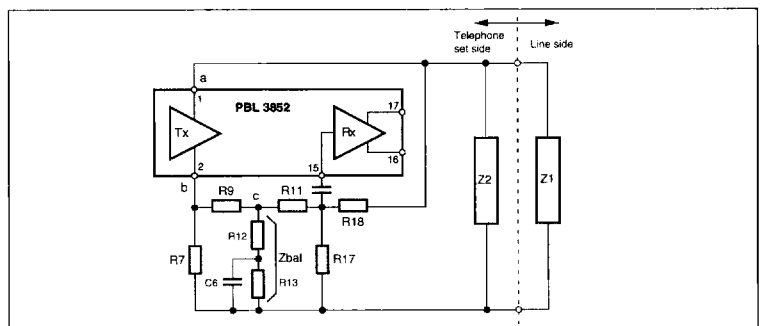 Telephone
set side
Line side
a
1
PBL 3852
17
Tx
Rx
16
2
15
b
R9
c
R11
R18
Z2
Z1
R12
R7
Zbal
R17
C6
R13